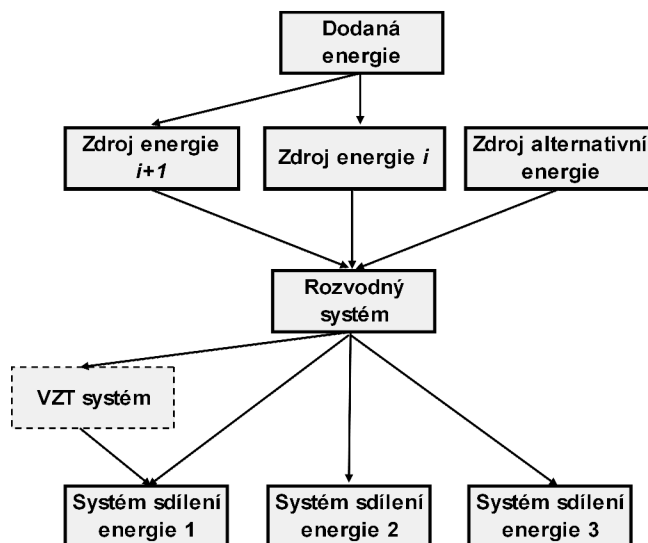 Dodaná
energie
Zdroj energie
i+1
Zdroj energie i
Zdroj alternativní
energie
Rozvodný
systém
VZT systém
Systém sdílení
energie 1
Systém sdílení
energie 2
Systém sdílení
energie 3